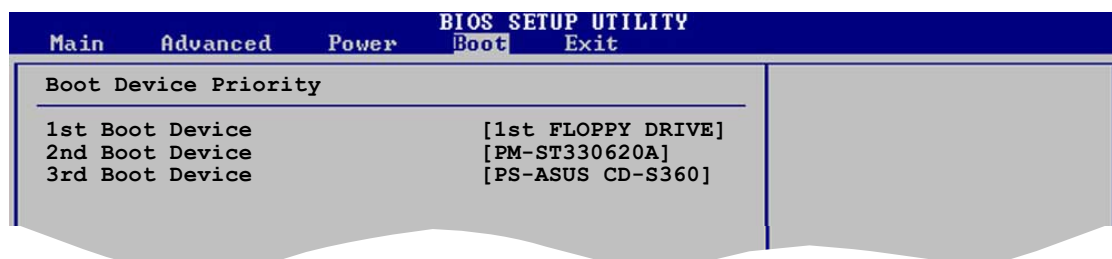 BIOS SETUP UTILITY
Main Advanced Power Boot Exit
Boot Device Priority
1st Boot Device [1st FLOPPY DRIVE]
2nd Boot Device [PM-ST330620A]
3rd Boot Device [PS-ASUS CD-S360]